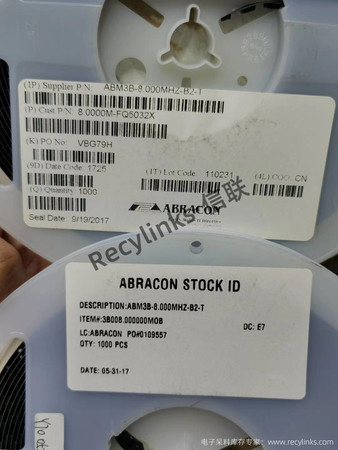 (1P) Supplier P/N: ABM3B-8.000MHZ-B2-T
(P) Cust P/N: 8.0000M-FQ5032X
(K) PO No VBG79H
(9D) Date Code: 1725 (1T) Lot Code: 110231 (4L) COO CN
(Q) Quantity: 1000
ABRACON
Seal Date: 9/19/2017
Recylinks 信联
ABRACON STOCK ID
DESCRIPTION:ABM3B-8.000MHZ-B2-T
ITEM#:3B008.000000MOB DC: E7
LC:ABRACON PO#0109557
QTY: 1000 PCS
DATE: 05-31-17
电子呆料库存专家: www.recylinks.com